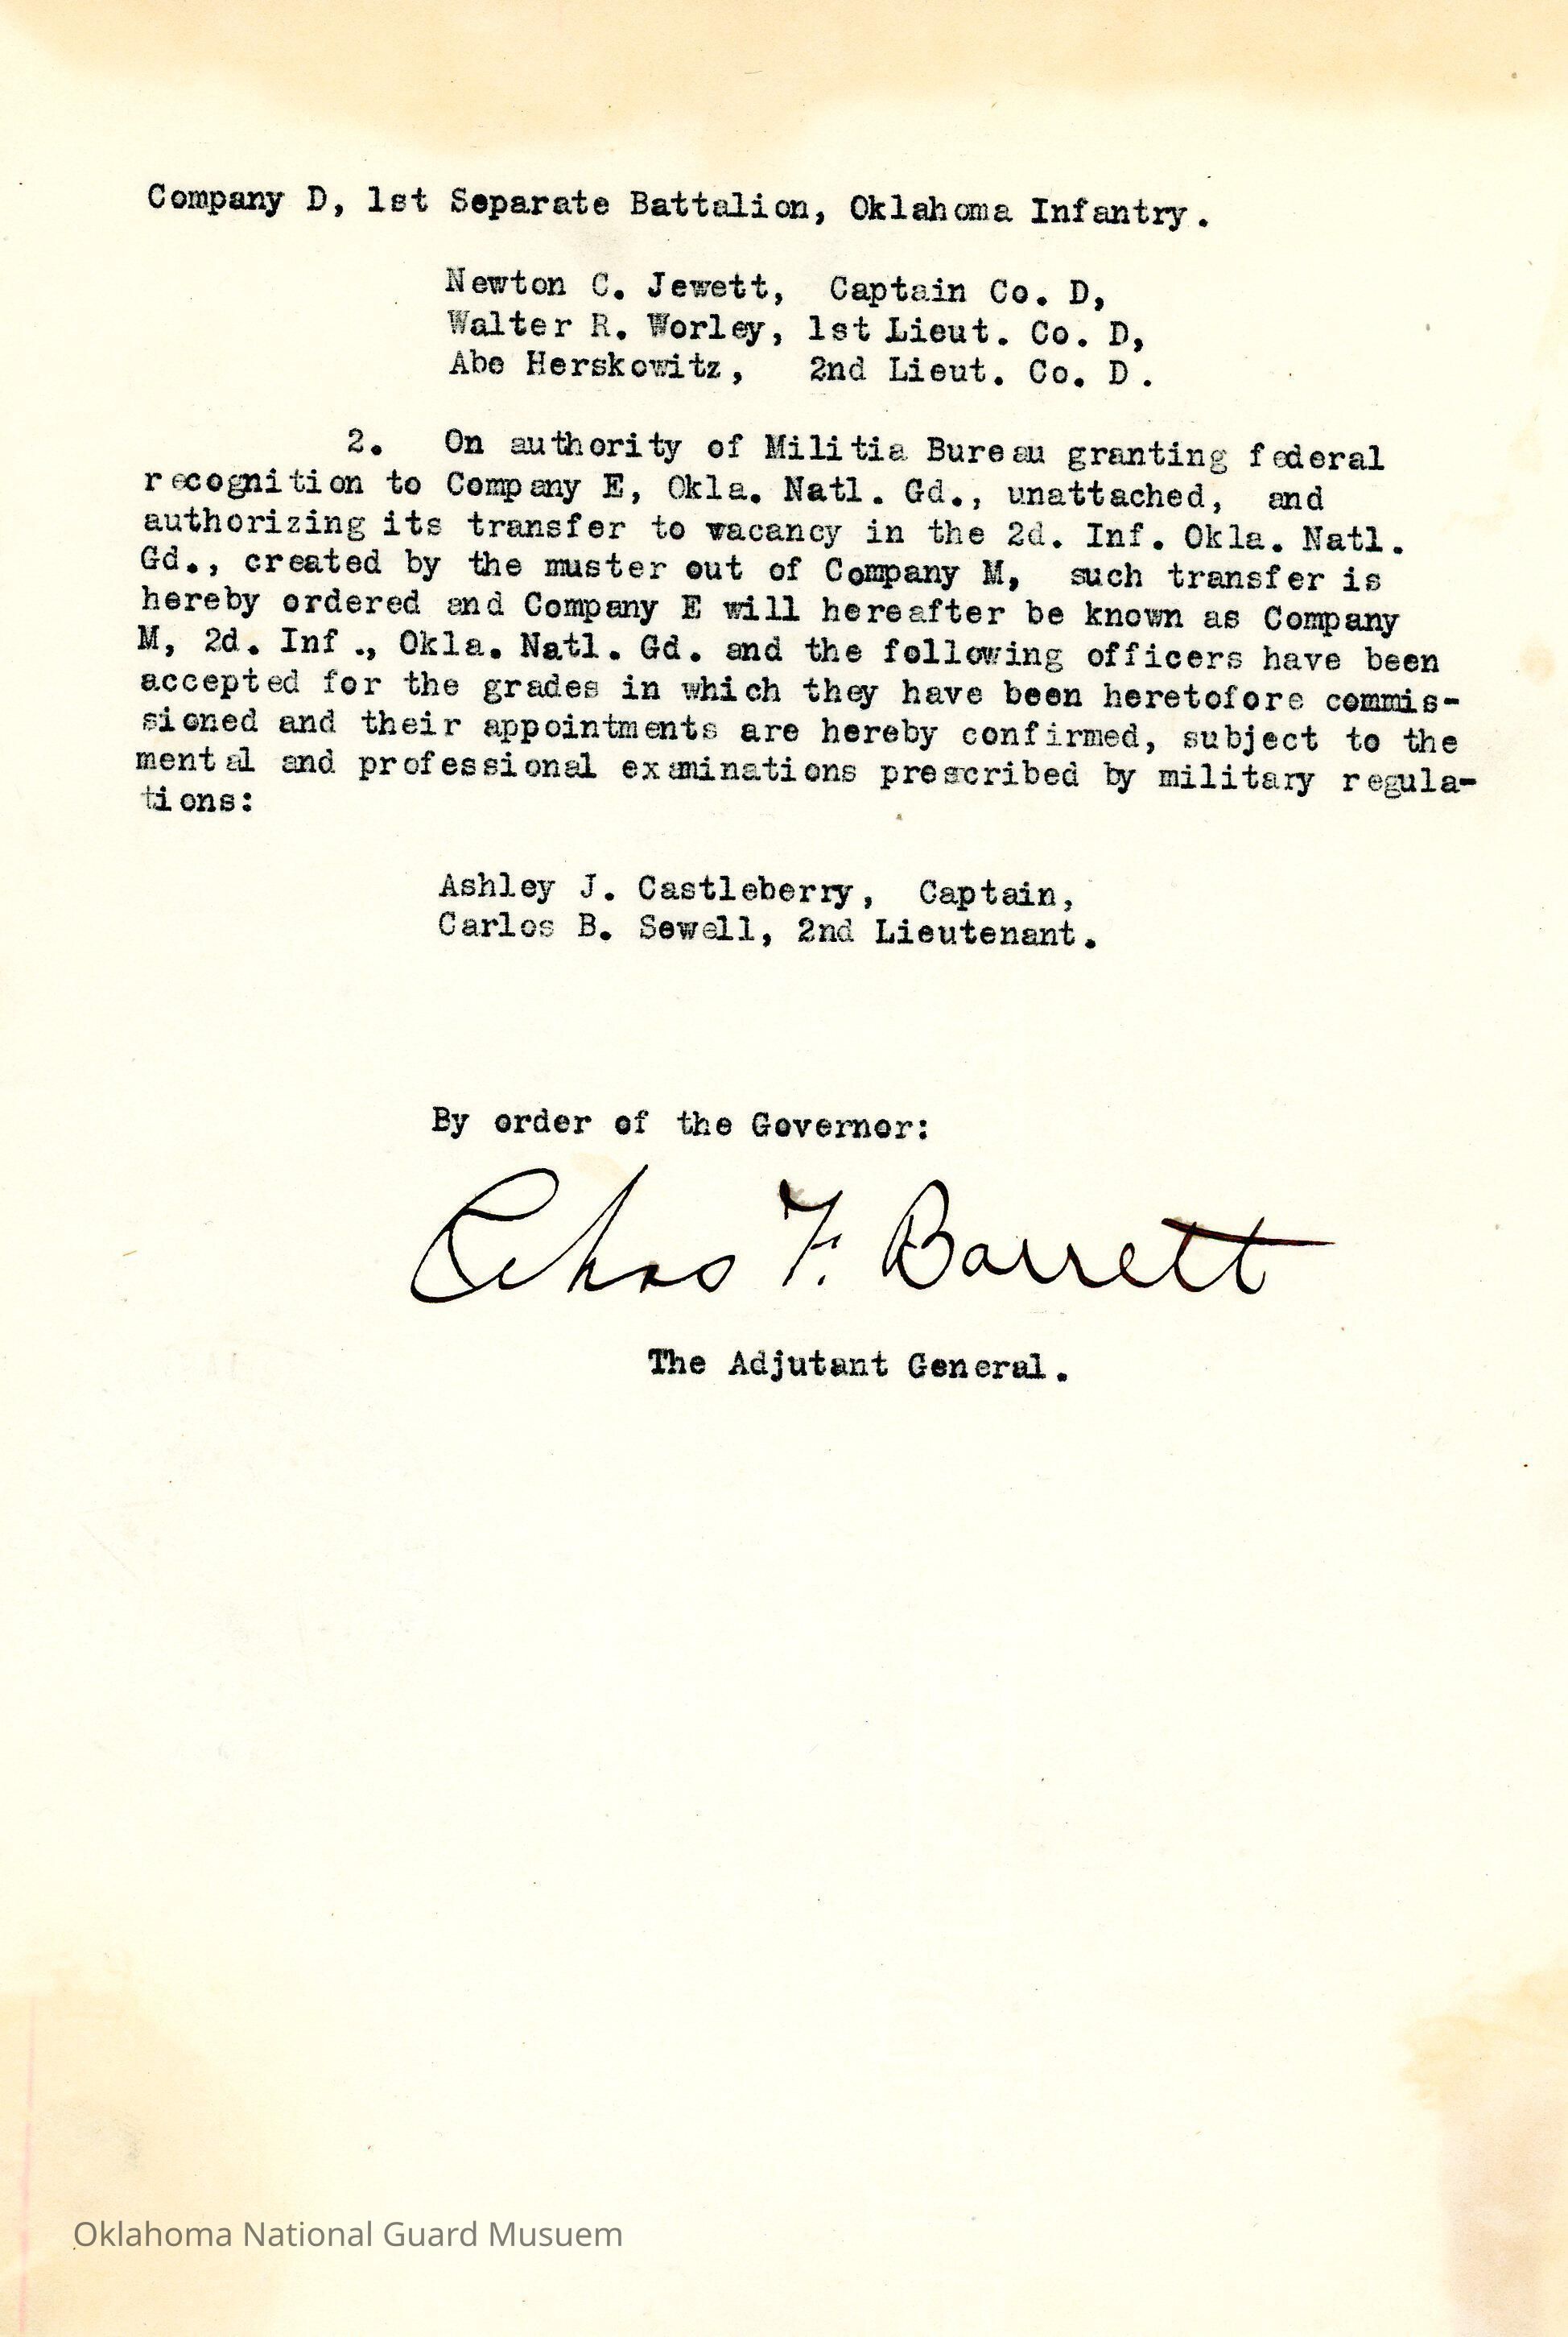 Company D, 1st Separate Battalion, Oklahoma Infantry.
Newton C. Jewett, Captain Co. D,
Walter R. Worley, 1st Lieut. Co. D,
Abe Herskowitz, 2nd Lieut. Co. D.
2. On authority of Militia Bureau granting federal
recognition to Company E, Okla. Natl. Gd., unattached, and
authorizing its transfer to vacancy in the 2d. Inf. Okla. Natl.
Gd., created by the muster out of Company M, such transfer is
hereby ordered and Company E will hereafter be known as Company
M, 2d. Inf., Okla. Natl. Gd. and the following officers have been
accepted for the grades in which they have been heretofore commis-
sioned and their appointments are hereby confirmed, subject to the
mental and professional examinations prescribed by military regula-
tions:
Ashley J. Castleberry, Captain,
Carlos B. Sewell, 2nd Lieutenant.
By order of the Governor:
Chas F. Barrett
The Adjutant General.
Oklahoma National Guard Musuem